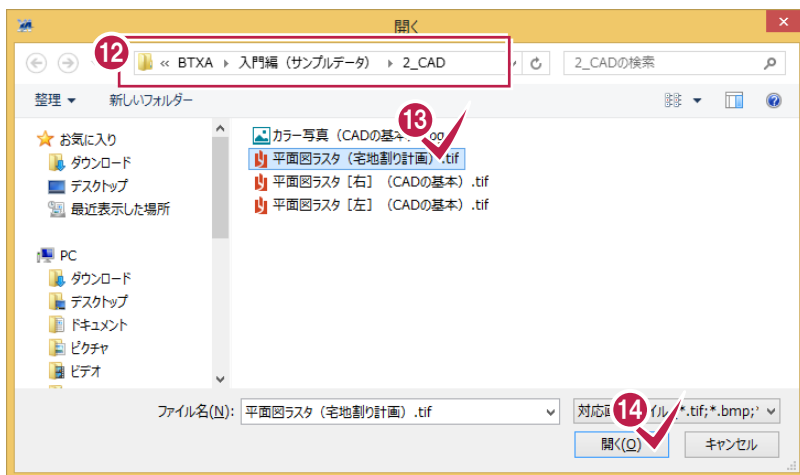 開く
12
« BTXA ▸ 入門編（サンプルデータ） ▸ 2_CAD
2_CADの検索
整理 新しいフォルダー
お気に入り
ダウンロード
デスクトップ
最近表示した場所
PC
ダウンロード
デスクトップ
ドキュメント
ピクチャ
ビデオ
13
カラー写真（CADの基本）
平面図ラスタ（宅地割り計画）.tif
平面図ラスタ［右］（CADの基本）.tif
平面図ラスタ［左］（CADの基本）.tif
ファイル名(N): 平面図ラスタ（宅地割り計画）.tif
14
*.tif;*.bmp;
開く(O) キャンセル